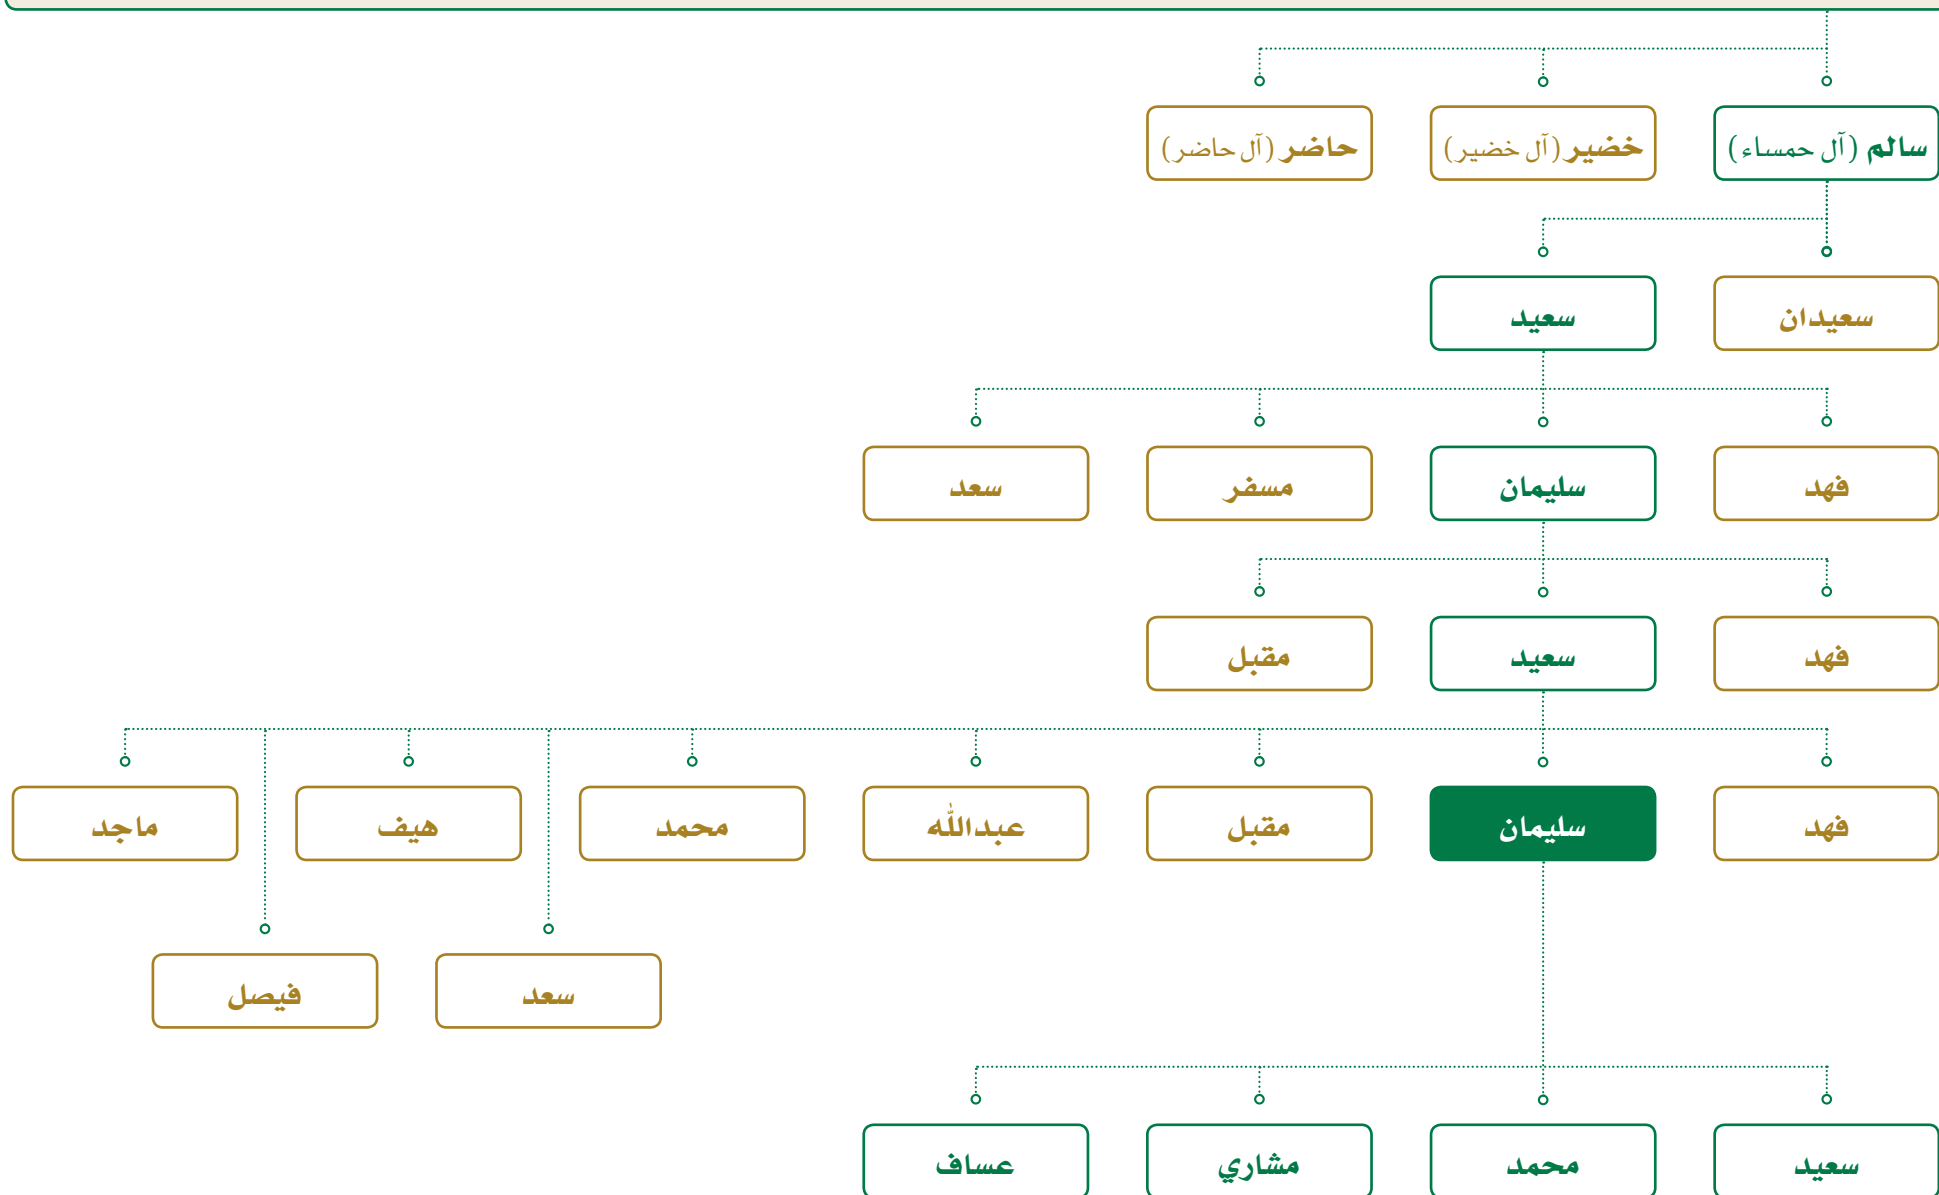 سالم (آل حمساء)
خضير (آل خضير)
حاضر (آل حاضر)
سعيدان
سعيد
فهد
سليمان
مسفر
سعد
فهد
سعيد
مقبل
فهد
سليمان
مقبل
عبدالله
محمد
هيف
ماجد
سعد
فيصل
سعيد
محمد
مشاري
عساف